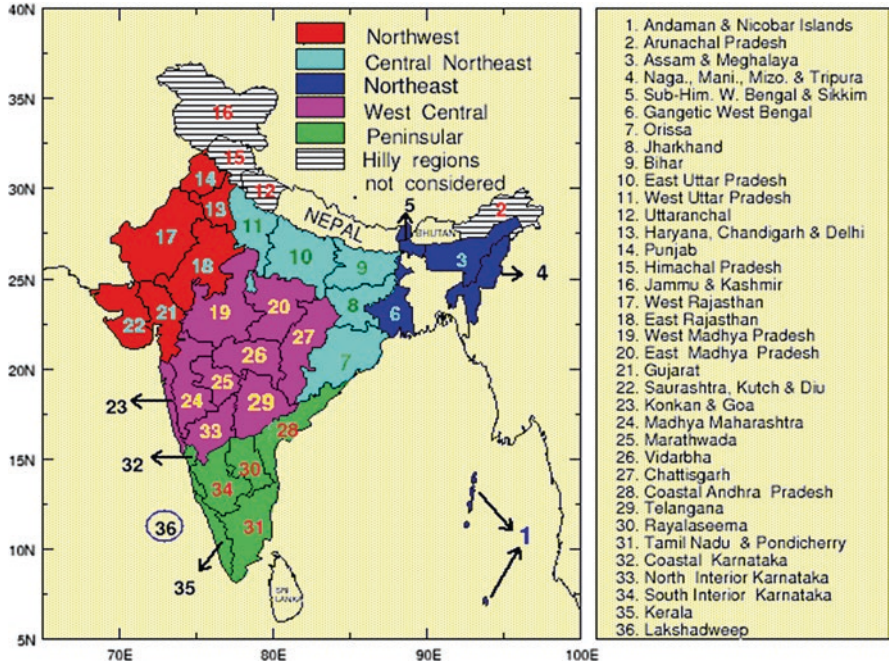 40N
35N
30N
25N
20N
15N
10N
5N
70E
80E
90E
100E
Northwest
Central Northeast
Northeast
West Central
Peninsular
Hilly regions
not considered
16
15
14
12
13
11
NEPAL
5
BHUTAN
2
17
18
10
9
3
4
22
21
19
20
8
6
27
7
26
25
23
24
29
33
28
32
30
34
36
31
1
35
SRI
LANKA
1. Andaman & Nicobar Islands
2. Arunachal Pradesh
3. Assam & Meghalaya
4. Naga., Mani., Mizo. & Tripura
5. Sub-Him. W. Bengal & Sikkim
6. Gangetic West Bengal
7. Orissa
8. Jharkhand
9. Bihar
10. East Uttar Pradesh
11. West Uttar Pradesh
12. Uttaranchal
13. Haryana, Chandigarh & Delhi
14. Punjab
15. Himachal Pradesh
16. Jammu & Kashmir
17. West Rajasthan
18. East Rajasthan
19. West Madhya Pradesh
20. East Madhya Pradesh
21. Gujarat
22. Saurashtra, Kutch & Diu
23. Konkan & Goa
24. Madhya Maharashtra
25. Marathwada
26. Vidarbha
27. Chattisgarh
28. Coastal Andhra Pradesh
29. Telangana
30. Rayalaseema
31. Tamil Nadu & Pondicherry
32. Coastal Karnataka
33. North Interior Karnataka
34. South Interior Karnataka
35. Kerala
36. Lakshadweep